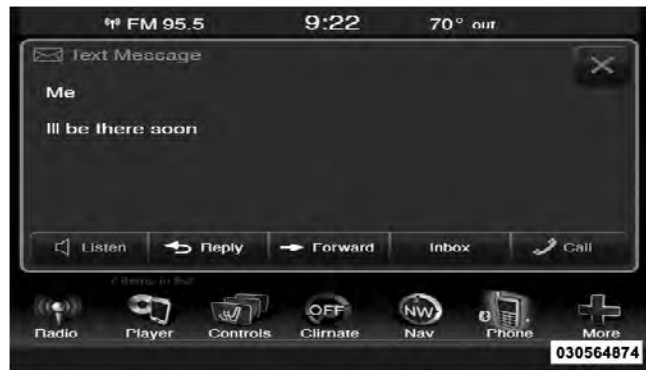 FM 95.5 9:22 70° out
Text Message
Me
Ill be there soon
Listen Reply Forward Inbox Call
OFF NW
Radio Player Controls Climate Nav Phone More
030564874